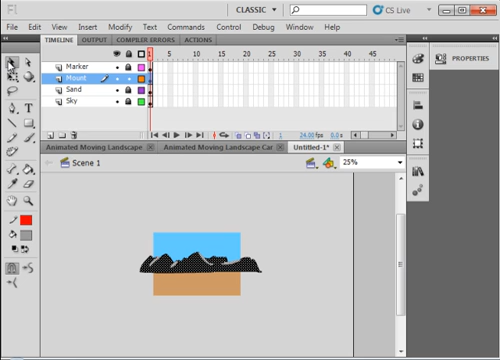 Fl
CLASSIC
CS Live
File Edit View Insert Modify Text Commands Control Debug Window Help
TIMELINE OUTPUT COMPILER ERRORS ACTIONS
PROPERTIES
1 5 10 15 20 25 30 35 40 45
Marker
Mount
Sand
Sky
1 24.00 fps 0.0 s
Animated Moving Landscape Animated Moving Landscape Car Untitled-1*
Scene 1
25%